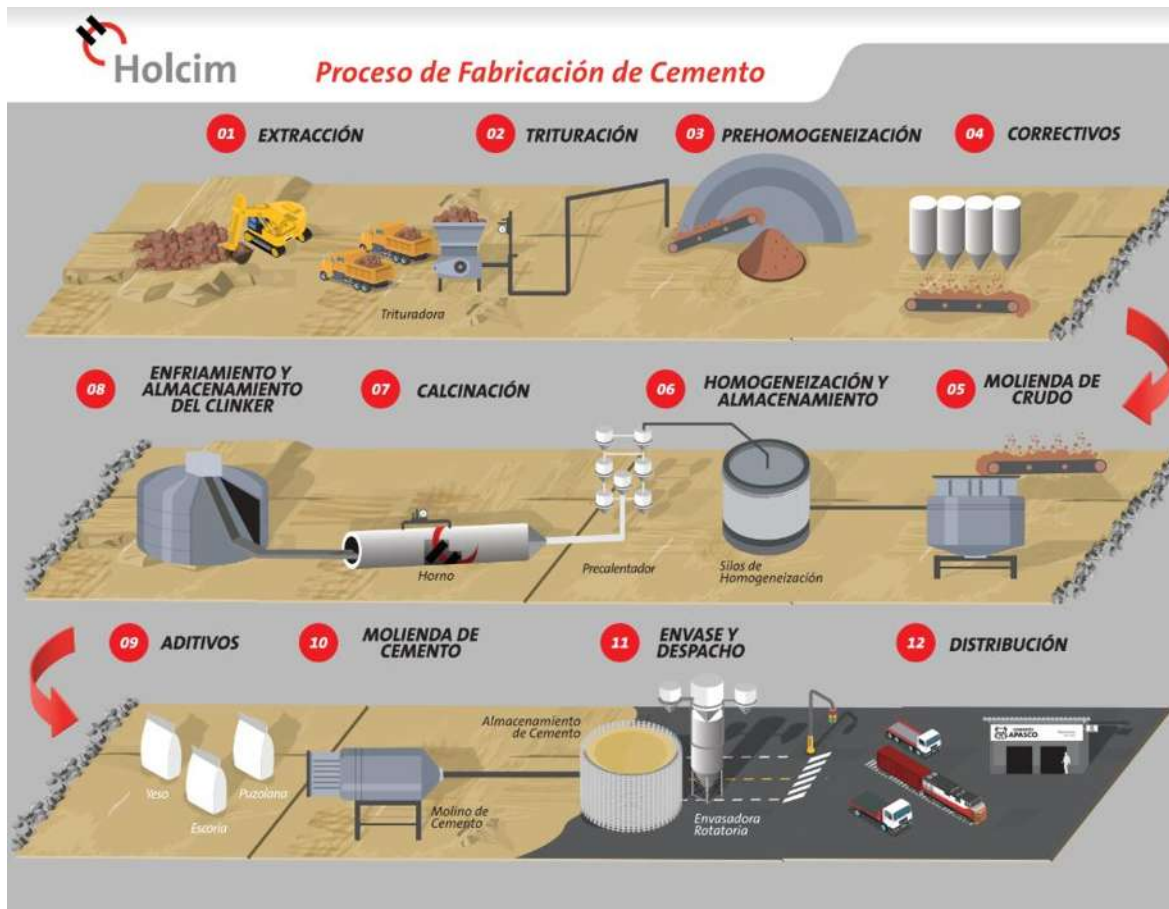 Holcim
Proceso de Fabricación de Cemento
01 EXTRACCIÓN
02 TRITURACIÓN
03 PREHOMOGENEIZACIÓN
04 CORRECTIVOS
Trituradora
08 ENFRIAMIENTO Y
ALMACENAMIENTO
DEL CLINKER
07 CALCINACIÓN
06 HOMOGENEIZACIÓN Y
ALMACENAMIENTO
05 MOLIENDA DE
CRUDO
Horno
Precalentador
Silos de
Homogeneización
09 ADITIVOS
10 MOLIENDA DE
CEMENTO
11 ENVASE Y
DESPACHO
12 DISTRIBUCIÓN
Yeso
Escoria
Puzolana
Molino de
Cemento
Almacenamiento
de Cemento
Envasadora
Rotatoria
CEMENTO
APASCO